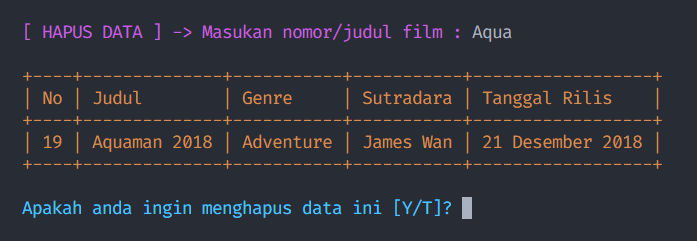 [ HAPUS DATA ] -> Masukan nomor/judul film : Aqua
+----+--------------+-----------+-----------+------------------+
| No | Judul        | Genre     | Sutradara | Tanggal Rilis    |
+----+--------------+-----------+-----------+------------------+
| 19 | Aquaman 2018 | Adventure | James Wan | 21 Desember 2018 |
+----+--------------+-----------+-----------+------------------+
Apakah anda ingin menghapus data ini [Y/T]?